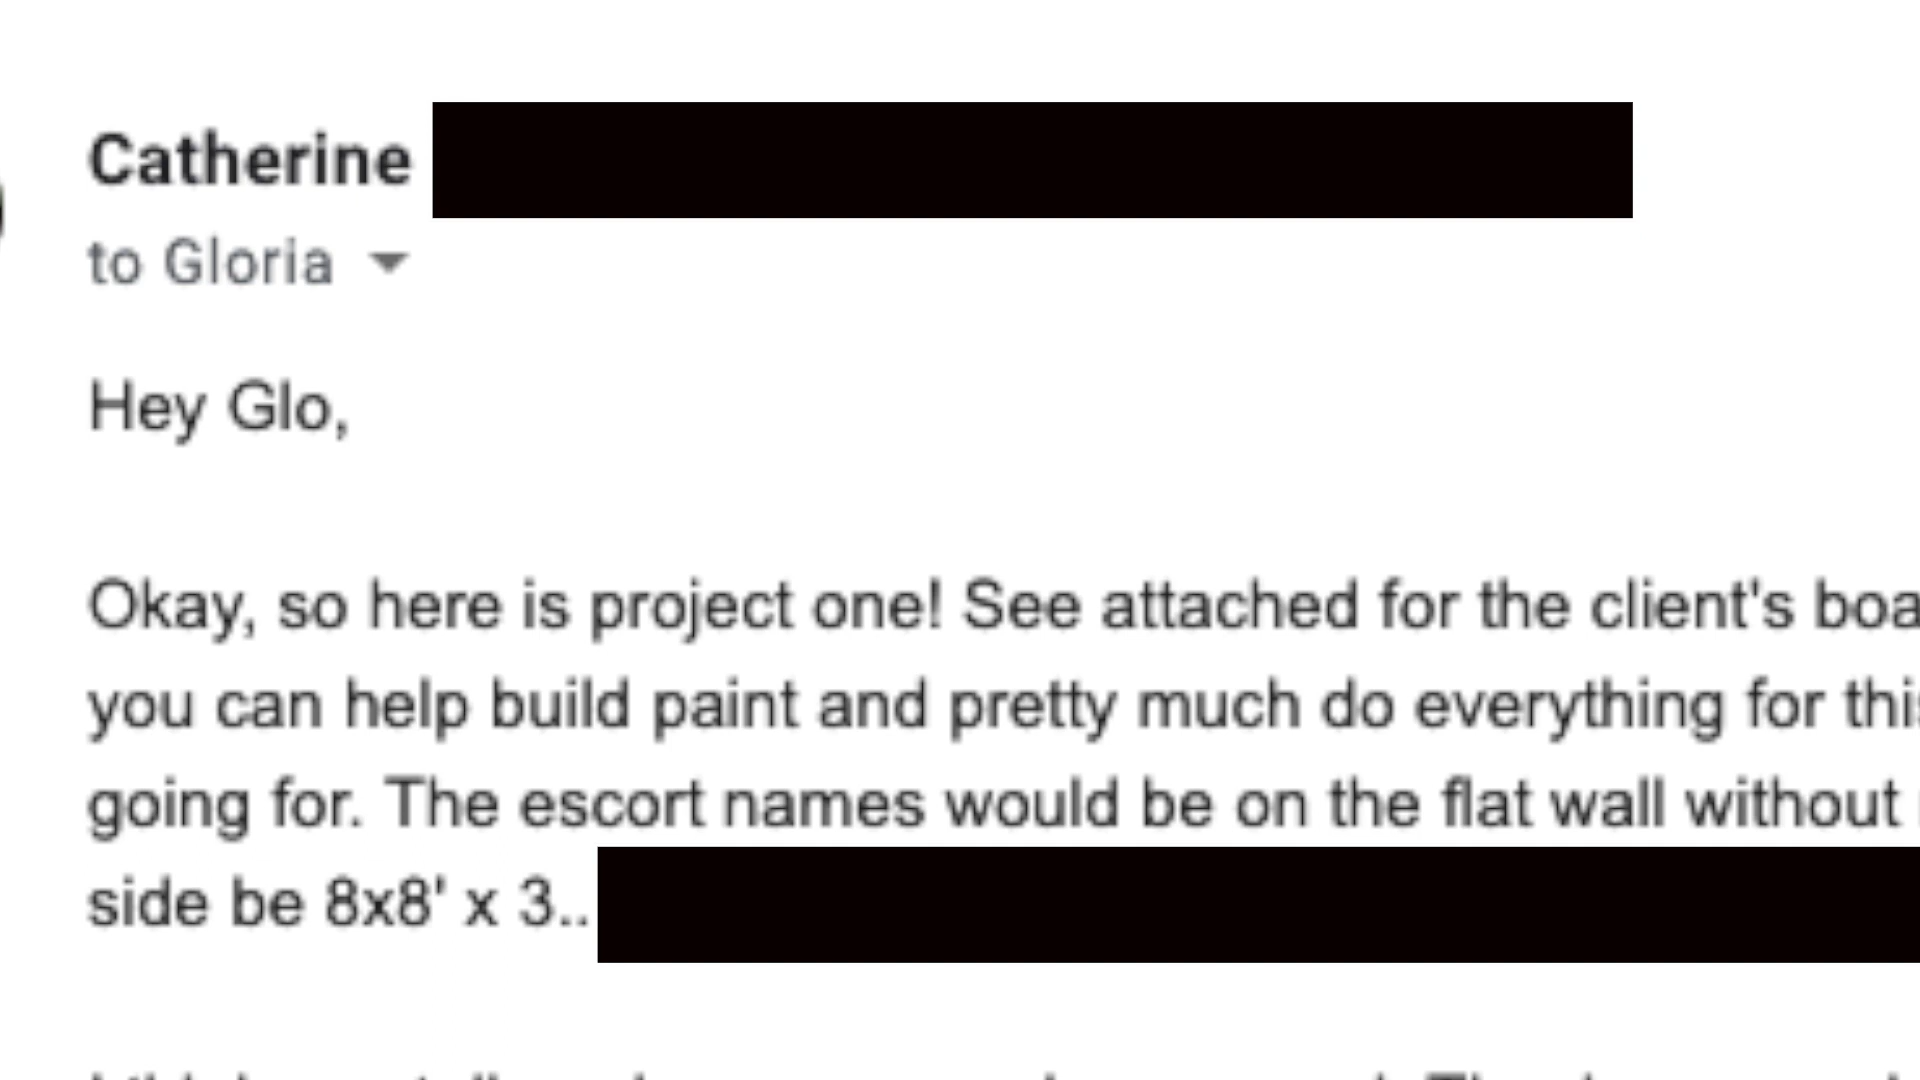 Catherine
to Gloria
Hey Glo,
Okay, so here is project one! See attached for the client's
you can help build paint and pretty much do everything for
going for. The escort names would be on the flat wall without
side be 8x8' x 3..